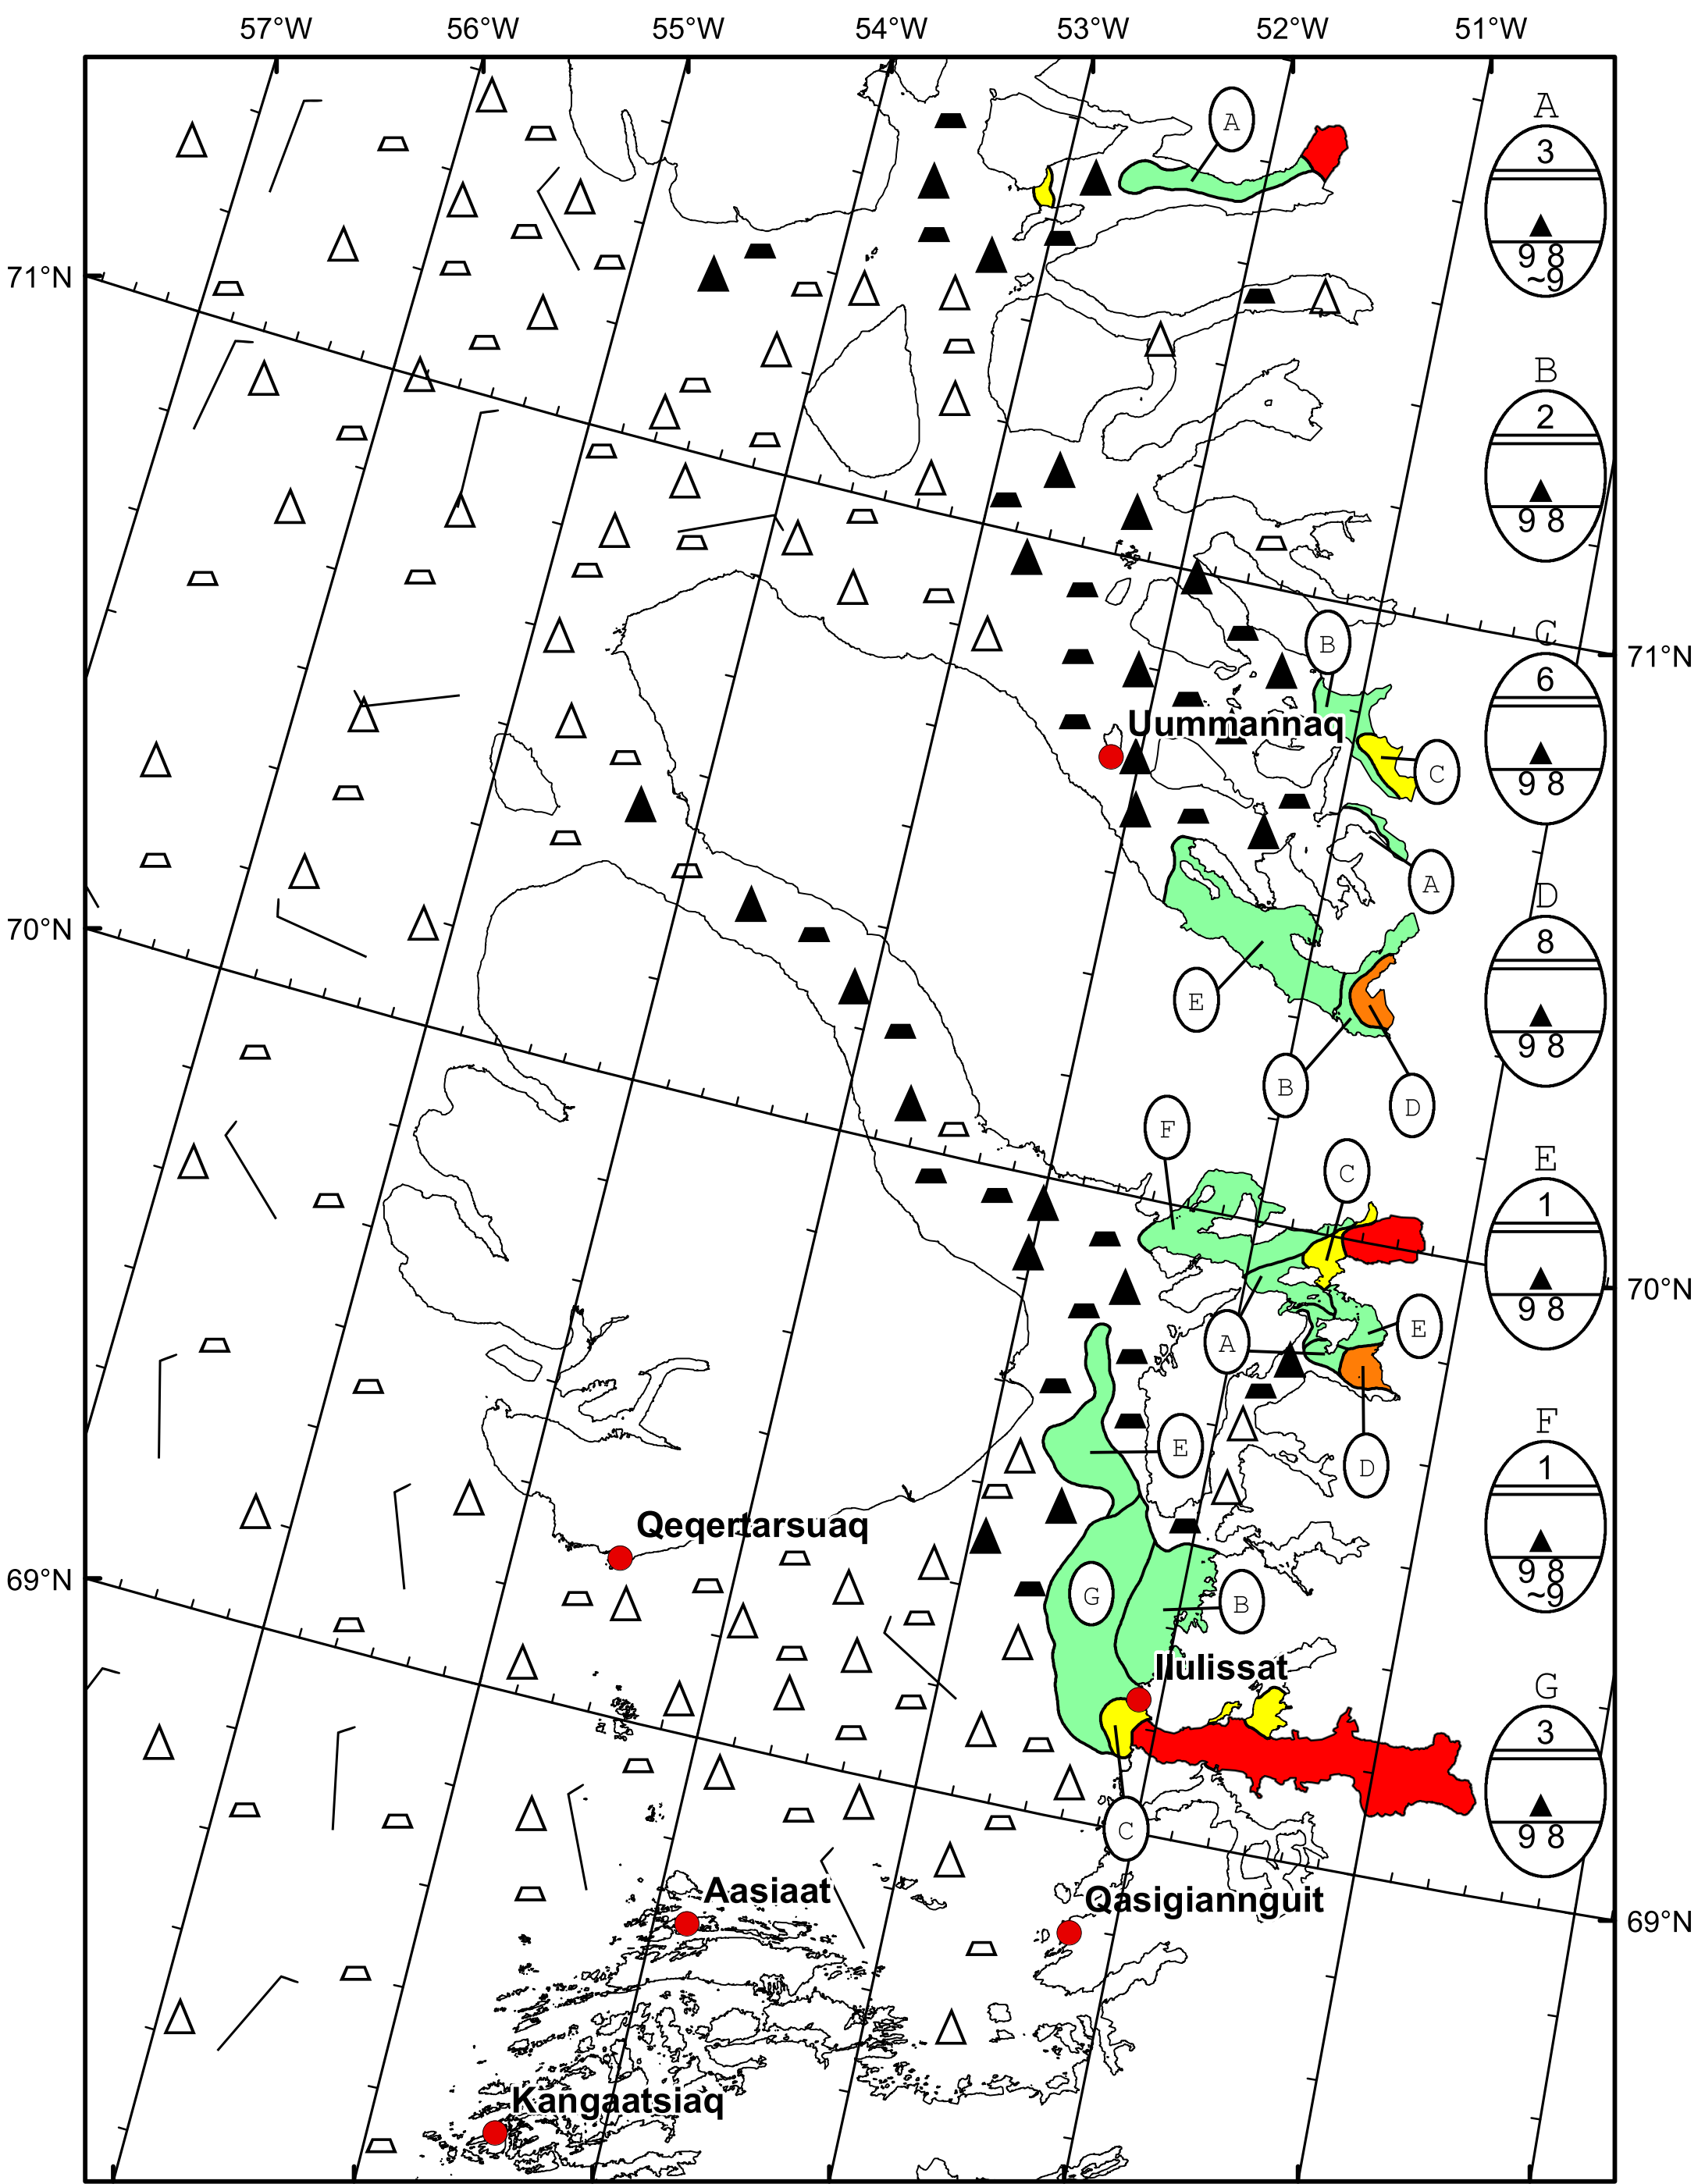 57°W 56°W 55°W 54°W 53°W 52°W 51°W
A
A
3
9 8
~9
71°N
B
2
9 8
C
B
71°N
6
Uummannaq
C
9 8
A
D
70°N
8
E
9 8
B
D
F
E
C
1
70°N
9 8
E
A
F
E
D
1
Qeqertarsuaq
9 8
~9
69°N
G
B
Ilulissat
G
3
C
9 8
Aasiaat
Qasigiannguit
69°N
Kangaatsiaq